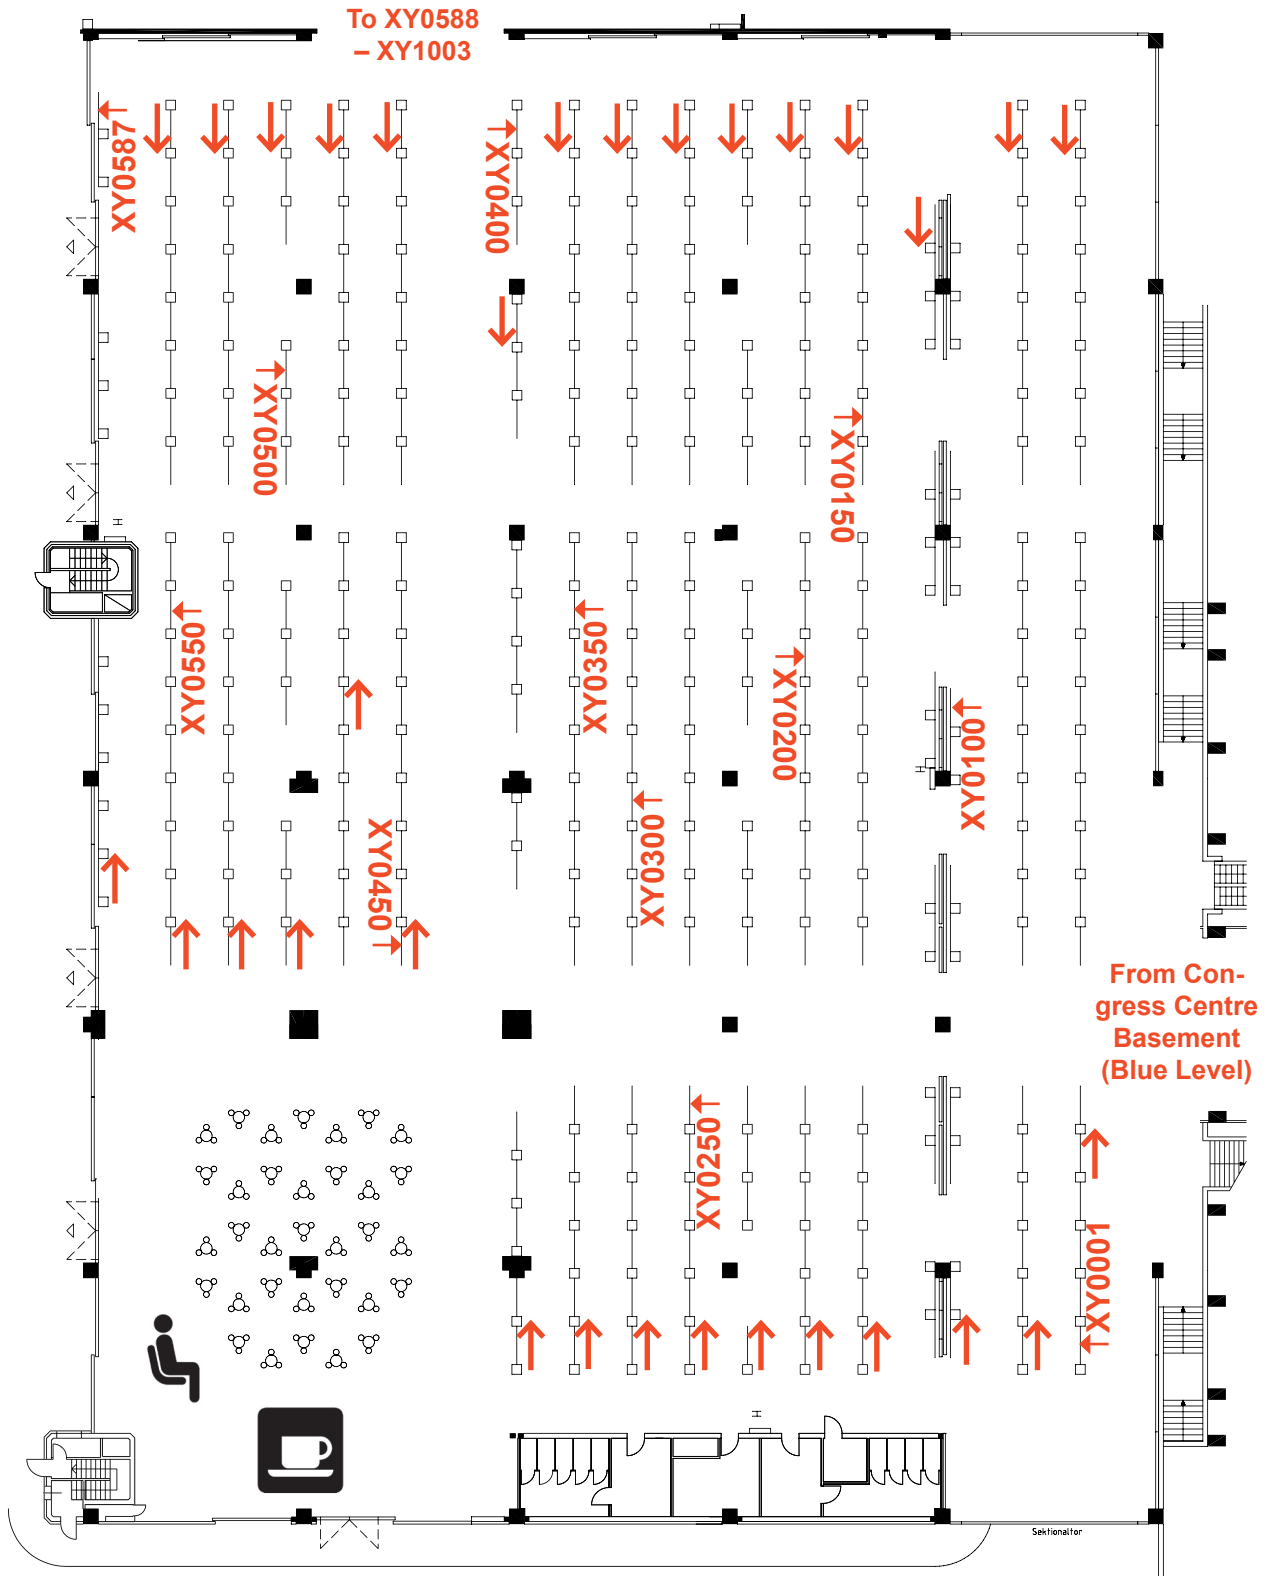 To XY0588
– XY1003
XY0587
XY0400
XY0500
XY0150
XY0550
XY0350
XY0200
XY0100
XY0300
XY0450
From Con-
gress Centre
Basement
(Blue Level)
XY0250
XY0001
Sektionaltor